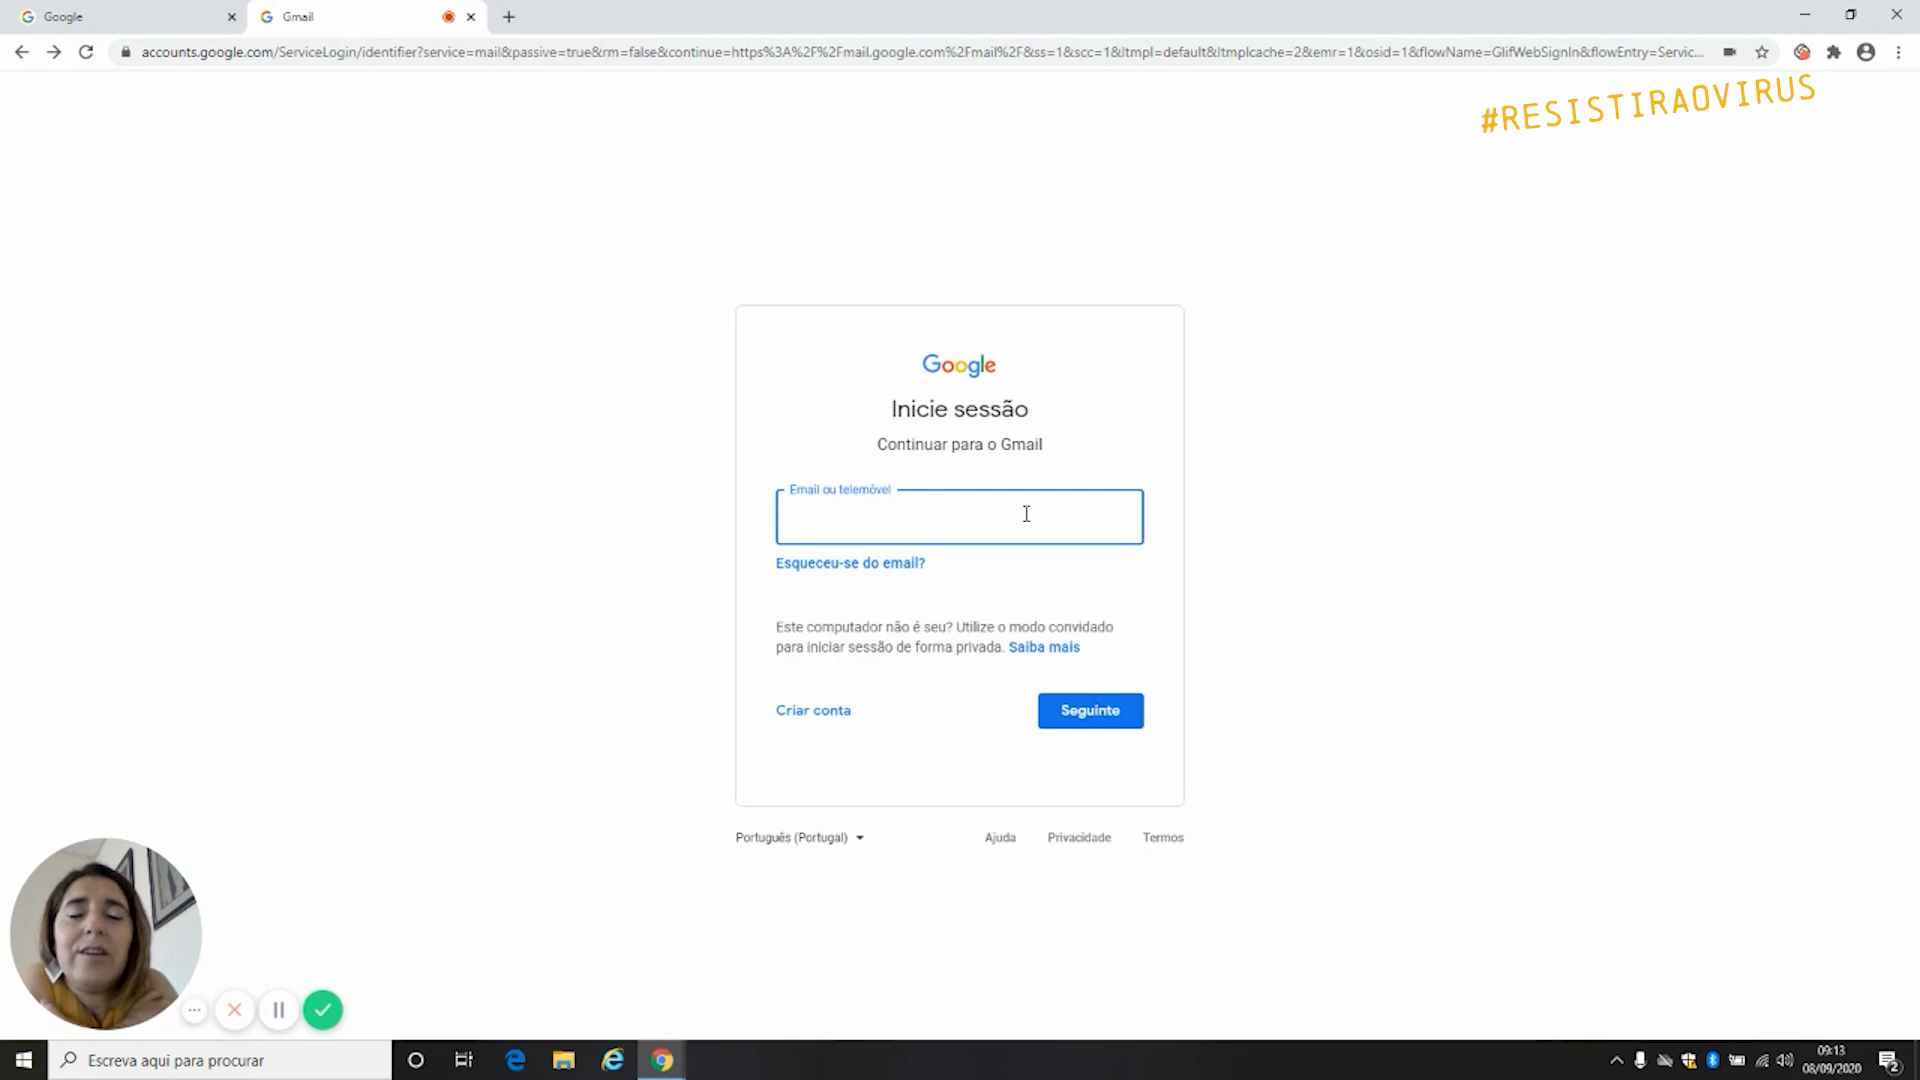 Google
Gmail
accounts.google.com/ServiceLogin/identifier?service=mail&passive=true&rm=false&continue=https%3A%2F%2Fmail.google.com%2Fmail%2F&ss=1&scc=1&ltmpl=default&ltmplcache=2&emr=1&osid=1&flowName=GlifWebSignIn&flowEntry=Servic...
#RESISTIRAOVIRUS
Google
Inicie sessão
Continuar para o Gmail
Email ou telemóvel
Esqueceu-se do email?
Este computador não é seu? Utilize o modo convidado
para iniciar sessão de forma privada. Saiba mais
Criar conta
Seguinte
Português (Portugal)
Ajuda
Privacidade
Termos
Escreva aqui para procurar
09:13
08/09/2020
2